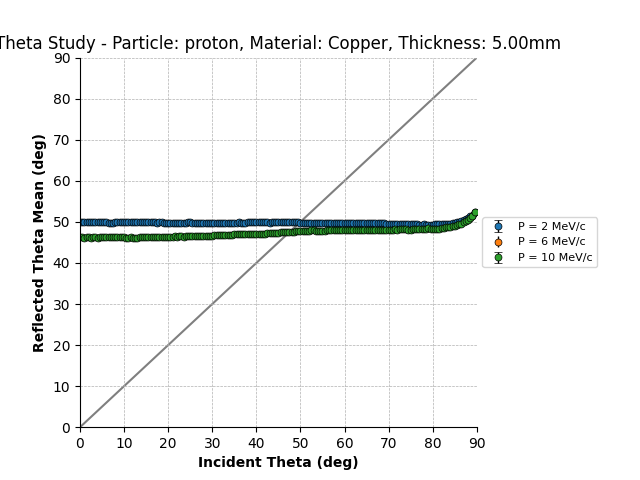 Theta Study - Particle: proton, Material: Copper, Thickness: 5.00mm
90
80
70
60
50
40
30
20
10
0
Reflected Theta Mean (deg)
0 10 20 30 40 50 60 70 80 90
Incident Theta (deg)
P = 2 MeV/c
P = 6 MeV/c
P = 10 MeV/c